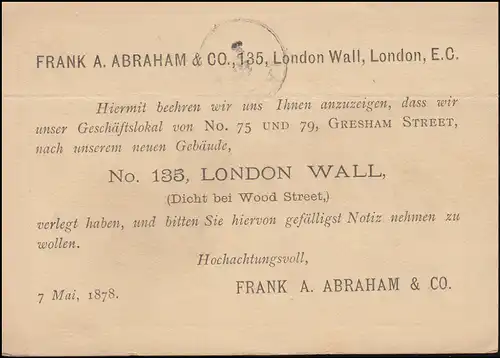 FRANK A. ABRAHAM & CO., 135, London Wall, London, E.C.
Hiermit beehren wir uns Ihnen anzuzeigen, dass wir
unser Geschäftslokal von No. 75 UND 79, GRESHAM STREET,
nach unserem neuen Gebäude,
No. 135, LONDON WALL,
(Dicht bei Wood Street,)
verlegt haben, und bitten Sie hiervon gefälligst Notiz nehmen zu
wollen.
Hochachtungsvoll,
7 Mai, 1878.
FRANK A. ABRAHAM & CO.